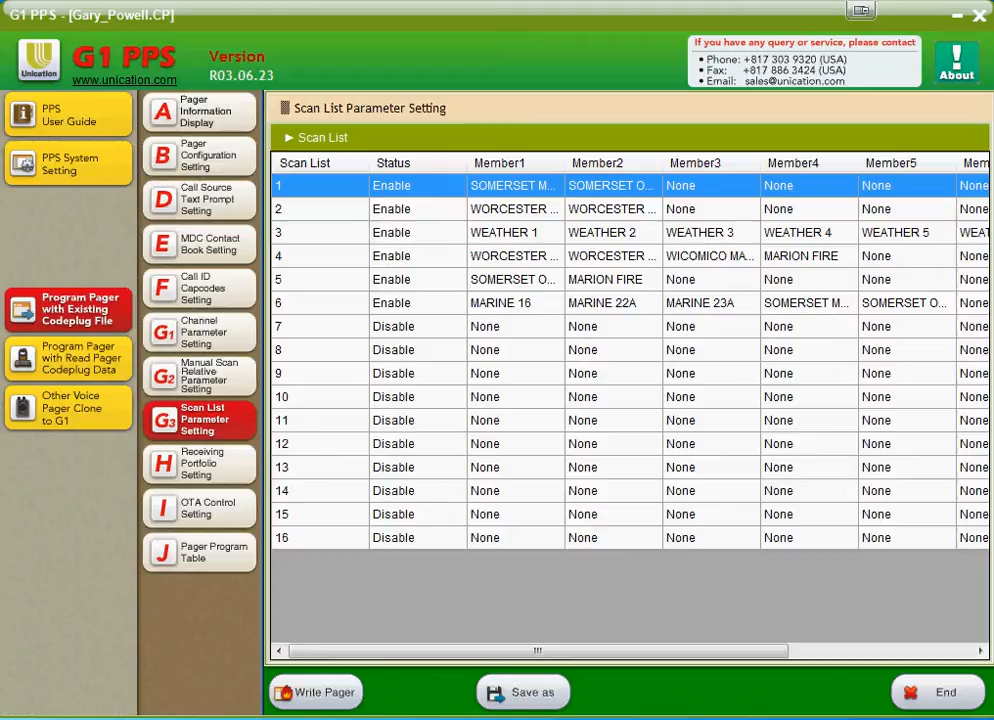 G1 PPS - [Gary_Powell.CP]
Unication
G1 PPS
www.unication.com
Version
R03.06.23
If you have any query or service, please contact
• Phone: +817 303 9320 (USA)
• Fax: +817 886 3424 (USA)
• Email: sales@unication.com
About
PPS
User Guide
PPS System
Setting
Program Pager
with Existing
Codeplug File
Program Pager
with Read Pager
Codeplug Data
Other Voice
Pager Clone
to G1
A Pager
Information
Display
B Pager
Configuration
Setting
D Call Source
Text Prompt
Setting
E MDC Contact
Book Setting
F Call ID
Capcodes
Setting
G1 Channel
Parameter
Setting
G2 Manual Scan
Relative
Parameter
Setting
G3 Scan List
Parameter
Setting
H Receiving
Portfolio
Setting
I OTA Control
Setting
J Pager Program
Table
Scan List Parameter Setting
► Scan List
Scan List Status Member1 Member2 Member3 Member4 Member5 Mem
1 Enable SOMERSET M... SOMERSET O... None None None None
2 Enable WORCESTER ... WORCESTER ... None None None None
3 Enable WEATHER 1 WEATHER 2 WEATHER 3 WEATHER 4 WEATHER 5 WEAT
4 Enable WORCESTER ... WORCESTER ... WICOMICO MA... MARION FIRE None None
5 Enable SOMERSET O... MARION FIRE None None None None
6 Enable MARINE 16 MARINE 22A MARINE 23A SOMERSET M... SOMERSET O... None
7 Disable None None None None None None
8 Disable None None None None None None
9 Disable None None None None None None
10 Disable None None None None None None
11 Disable None None None None None None
12 Disable None None None None None None
13 Disable None None None None None None
14 Disable None None None None None None
15 Disable None None None None None None
16 Disable None None None None None None
Write Pager
Save as
End